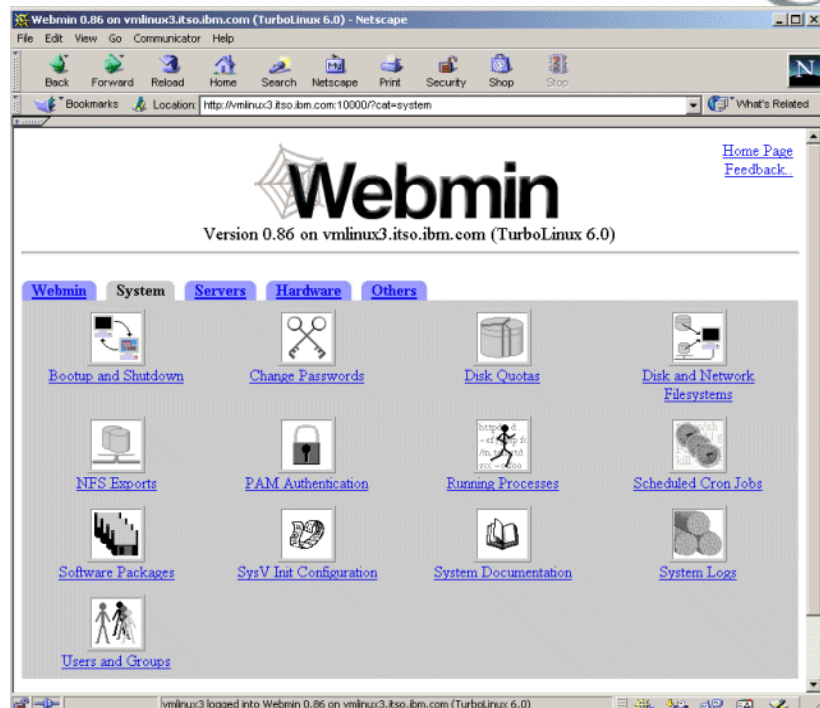 Webmin 0.86 on vmlinux3.itso.ibm.com (TurboLinux 6.0) - Netscape
File Edit View Go Communicator Help
Back Forward Reload Home Search Netscape Print Security Shop Stop
N
Bookmarks Location: http://vmlinux3.itso.ibm.com:10000/?cat=system What's Related
Home Page
Feedback..
Webmin
Version 0.86 on vmlinux3.itso.ibm.com (TurboLinux 6.0)
Webmin System Servers Hardware Others
Bootup and Shutdown Change Passwords Disk Quotas Disk and Network
Filesystems
NFS Exports PAM Authentication Running Processes Scheduled Cron Jobs
Software Packages SysV Init Configuration System Documentation System Logs
Users and Groups
vmlinux3 logged into Webmin 0.86 on vmlinux3.itso.ibm.com (TurboLinux 6.0)